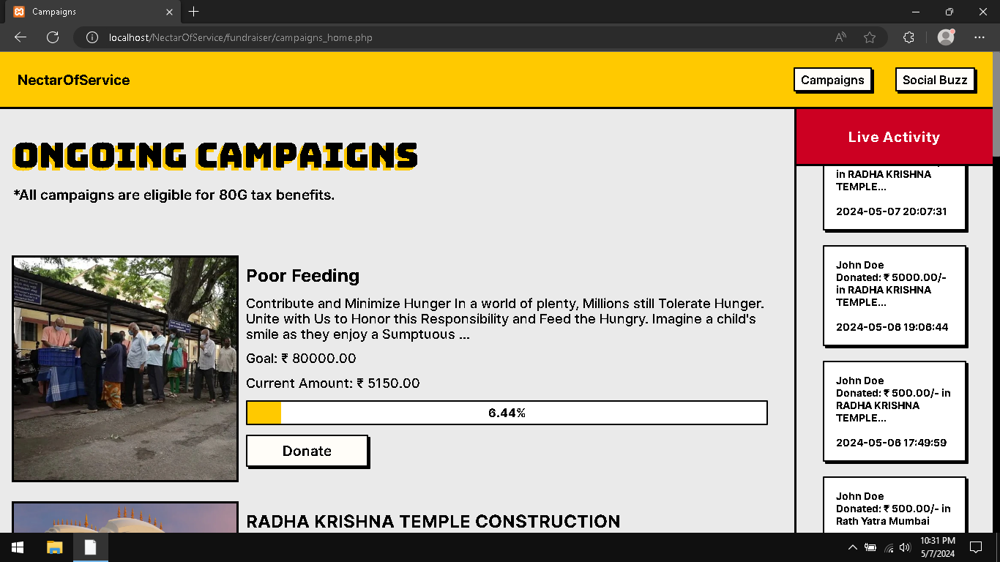 Campaigns
localhost/NectarOfService/fundraiser/campaigns_home.php
NectarOfService
Campaigns
Social Buzz
ONGOING CAMPAIGNS
*All campaigns are eligible for 80G tax benefits.
Poor Feeding
Contribute and Minimize Hunger In a world of plenty, Millions still Tolerate Hunger.
Unite with Us to Honor this Responsibility and Feed the Hungry. Imagine a child's
smile as they enjoy a Sumptuous ...
Goal: ₹ 80000.00
Current Amount: ₹ 5150.00
6.44%
Donate
RADHA KRISHNA TEMPLE CONSTRUCTION
Live Activity
in RADHA KRISHNA
TEMPLE...
2024-05-07 20:07:31
John Doe
Donated: ₹ 5000.00/-
in RADHA KRISHNA
TEMPLE...
2024-05-06 19:06:44
John Doe
Donated: ₹ 500.00/- in
RADHA KRISHNA
TEMPLE...
2024-05-06 17:49:59
John Doe
Donated: ₹ 500.00/- in
Rath Yatra Mumbai
10:31 PM
5/7/2024